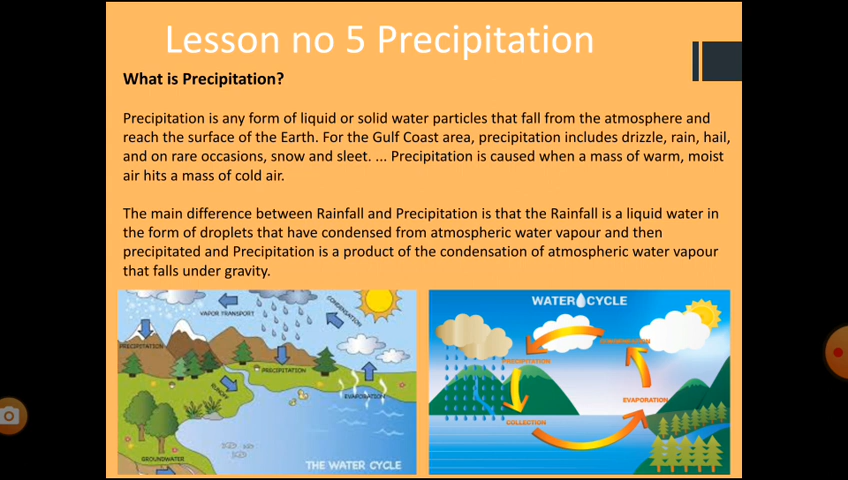 Lesson no 5 Precipitation
What is Precipitation?
Precipitation is any form of liquid or solid water particles that fall from the atmosphere and
reach the surface of the Earth. For the Gulf Coast area, precipitation includes drizzle, rain, hail,
and on rare occasions, snow and sleet. ... Precipitation is caused when a mass of warm, moist
air hits a mass of cold air.
The main difference between Rainfall and Precipitation is that the Rainfall is a liquid water in
the form of droplets that have condensed from atmospheric water vapour and then
precipitated and Precipitation is a product of the condensation of atmospheric water vapour
that falls under gravity.
VAPOR TRANSPORT
CONDENSATION
PRECIPITATION
PRECIPITATION
RUNOFF
EVAPORATION
GROUNDWATER
THE WATER CYCLE
WATER CYCLE
CONDENSATION
PRECIPITATION
EVAPORATION
COLLECTION